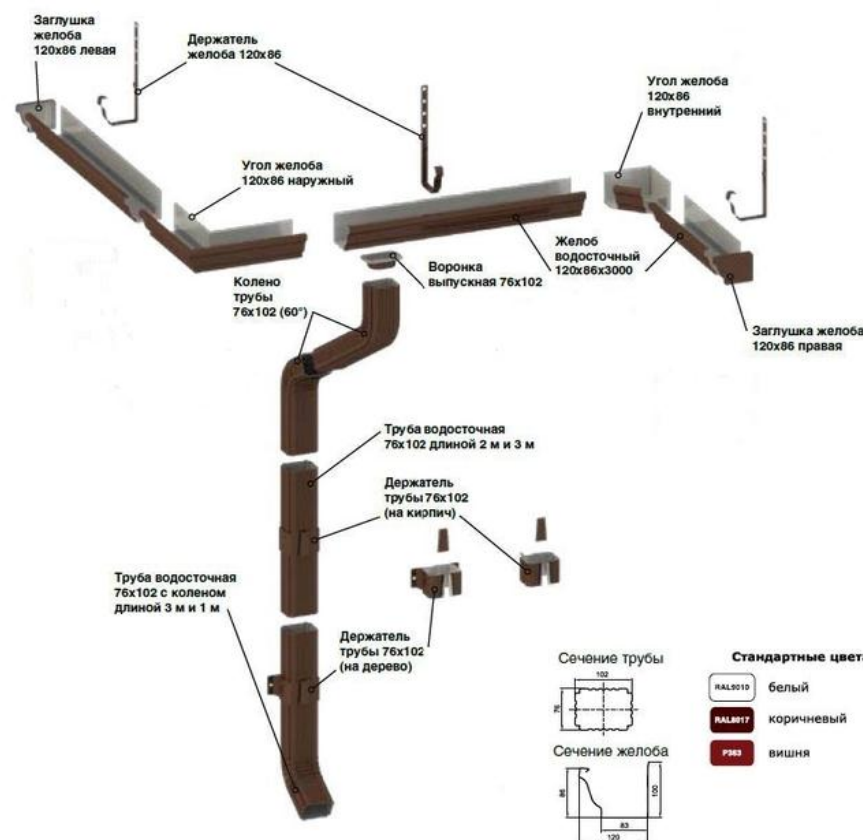 Заглушка
желоба
120x86 левая
Держатель
желоба 120x86
Угол желоба
120x86
внутренний
Угол желоба
120x86 наружный
Желоб
водосточный
120x86x3000
Воронка
выпускная 76x102
Колено
трубы
76x102 (60°)
Заглушка желоба
120x86 правая
Труба водосточная
76x102 длиной 2 м и 3 м
Держатель
трубы 76x102
(на кирпич)
Труба водосточная
76x102 с коленом
длиной 3 м и 1 м
Держатель
трубы 76x102
(на дерево)
Сечение трубы
102
76
Сечение желоба
86
100
83
120
Стандартные цвета
RAL9010 белый
RAL8017 коричневый
P363 вишня